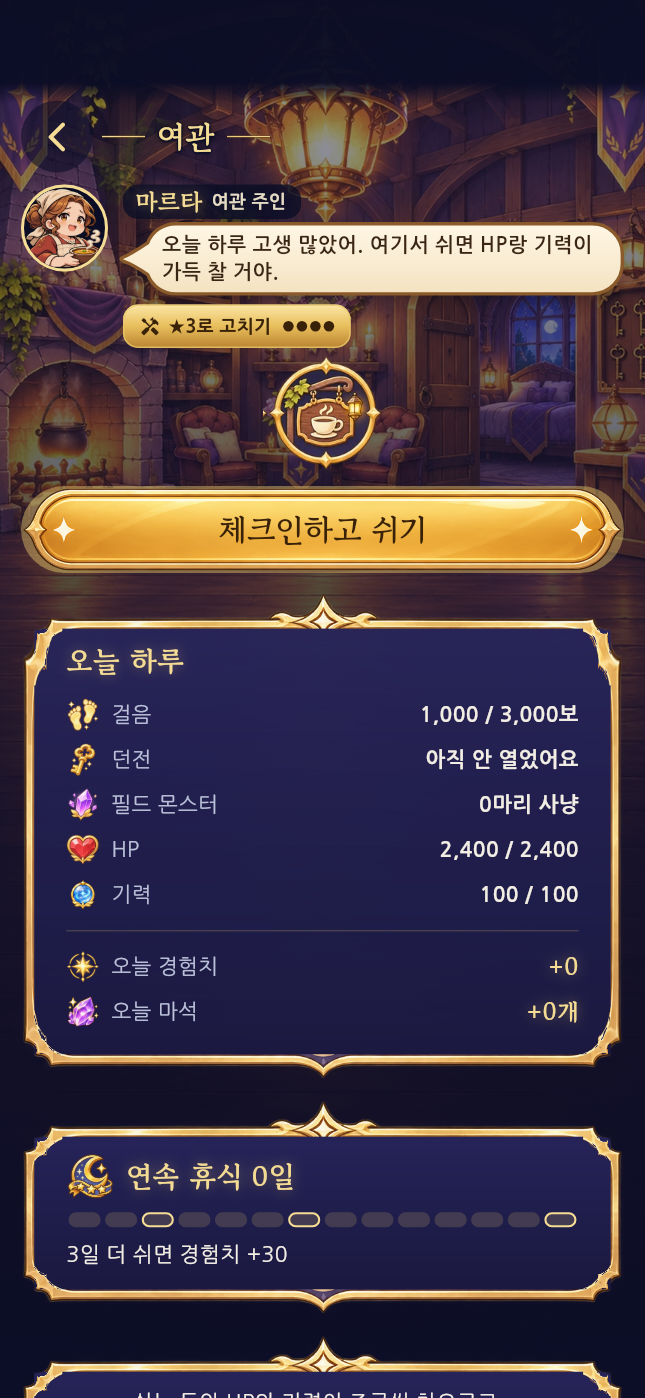 여관
마르타 여관 주인
오늘 하루 고생 많았어. 여기서 쉬면 HP랑 기력이
가득 찰 거야.
★3로 고치기 ●●●●
체크인하고 쉬기
오늘 하루
걸음 1,000 / 3,000보
던전 아직 안 열었어요
필드 몬스터 0마리 사냥
HP 2,400 / 2,400
기력 100 / 100
오늘 경험치 +0
오늘 마석 +0개
연속 휴식 0일
3일 더 쉬면 경험치 +30